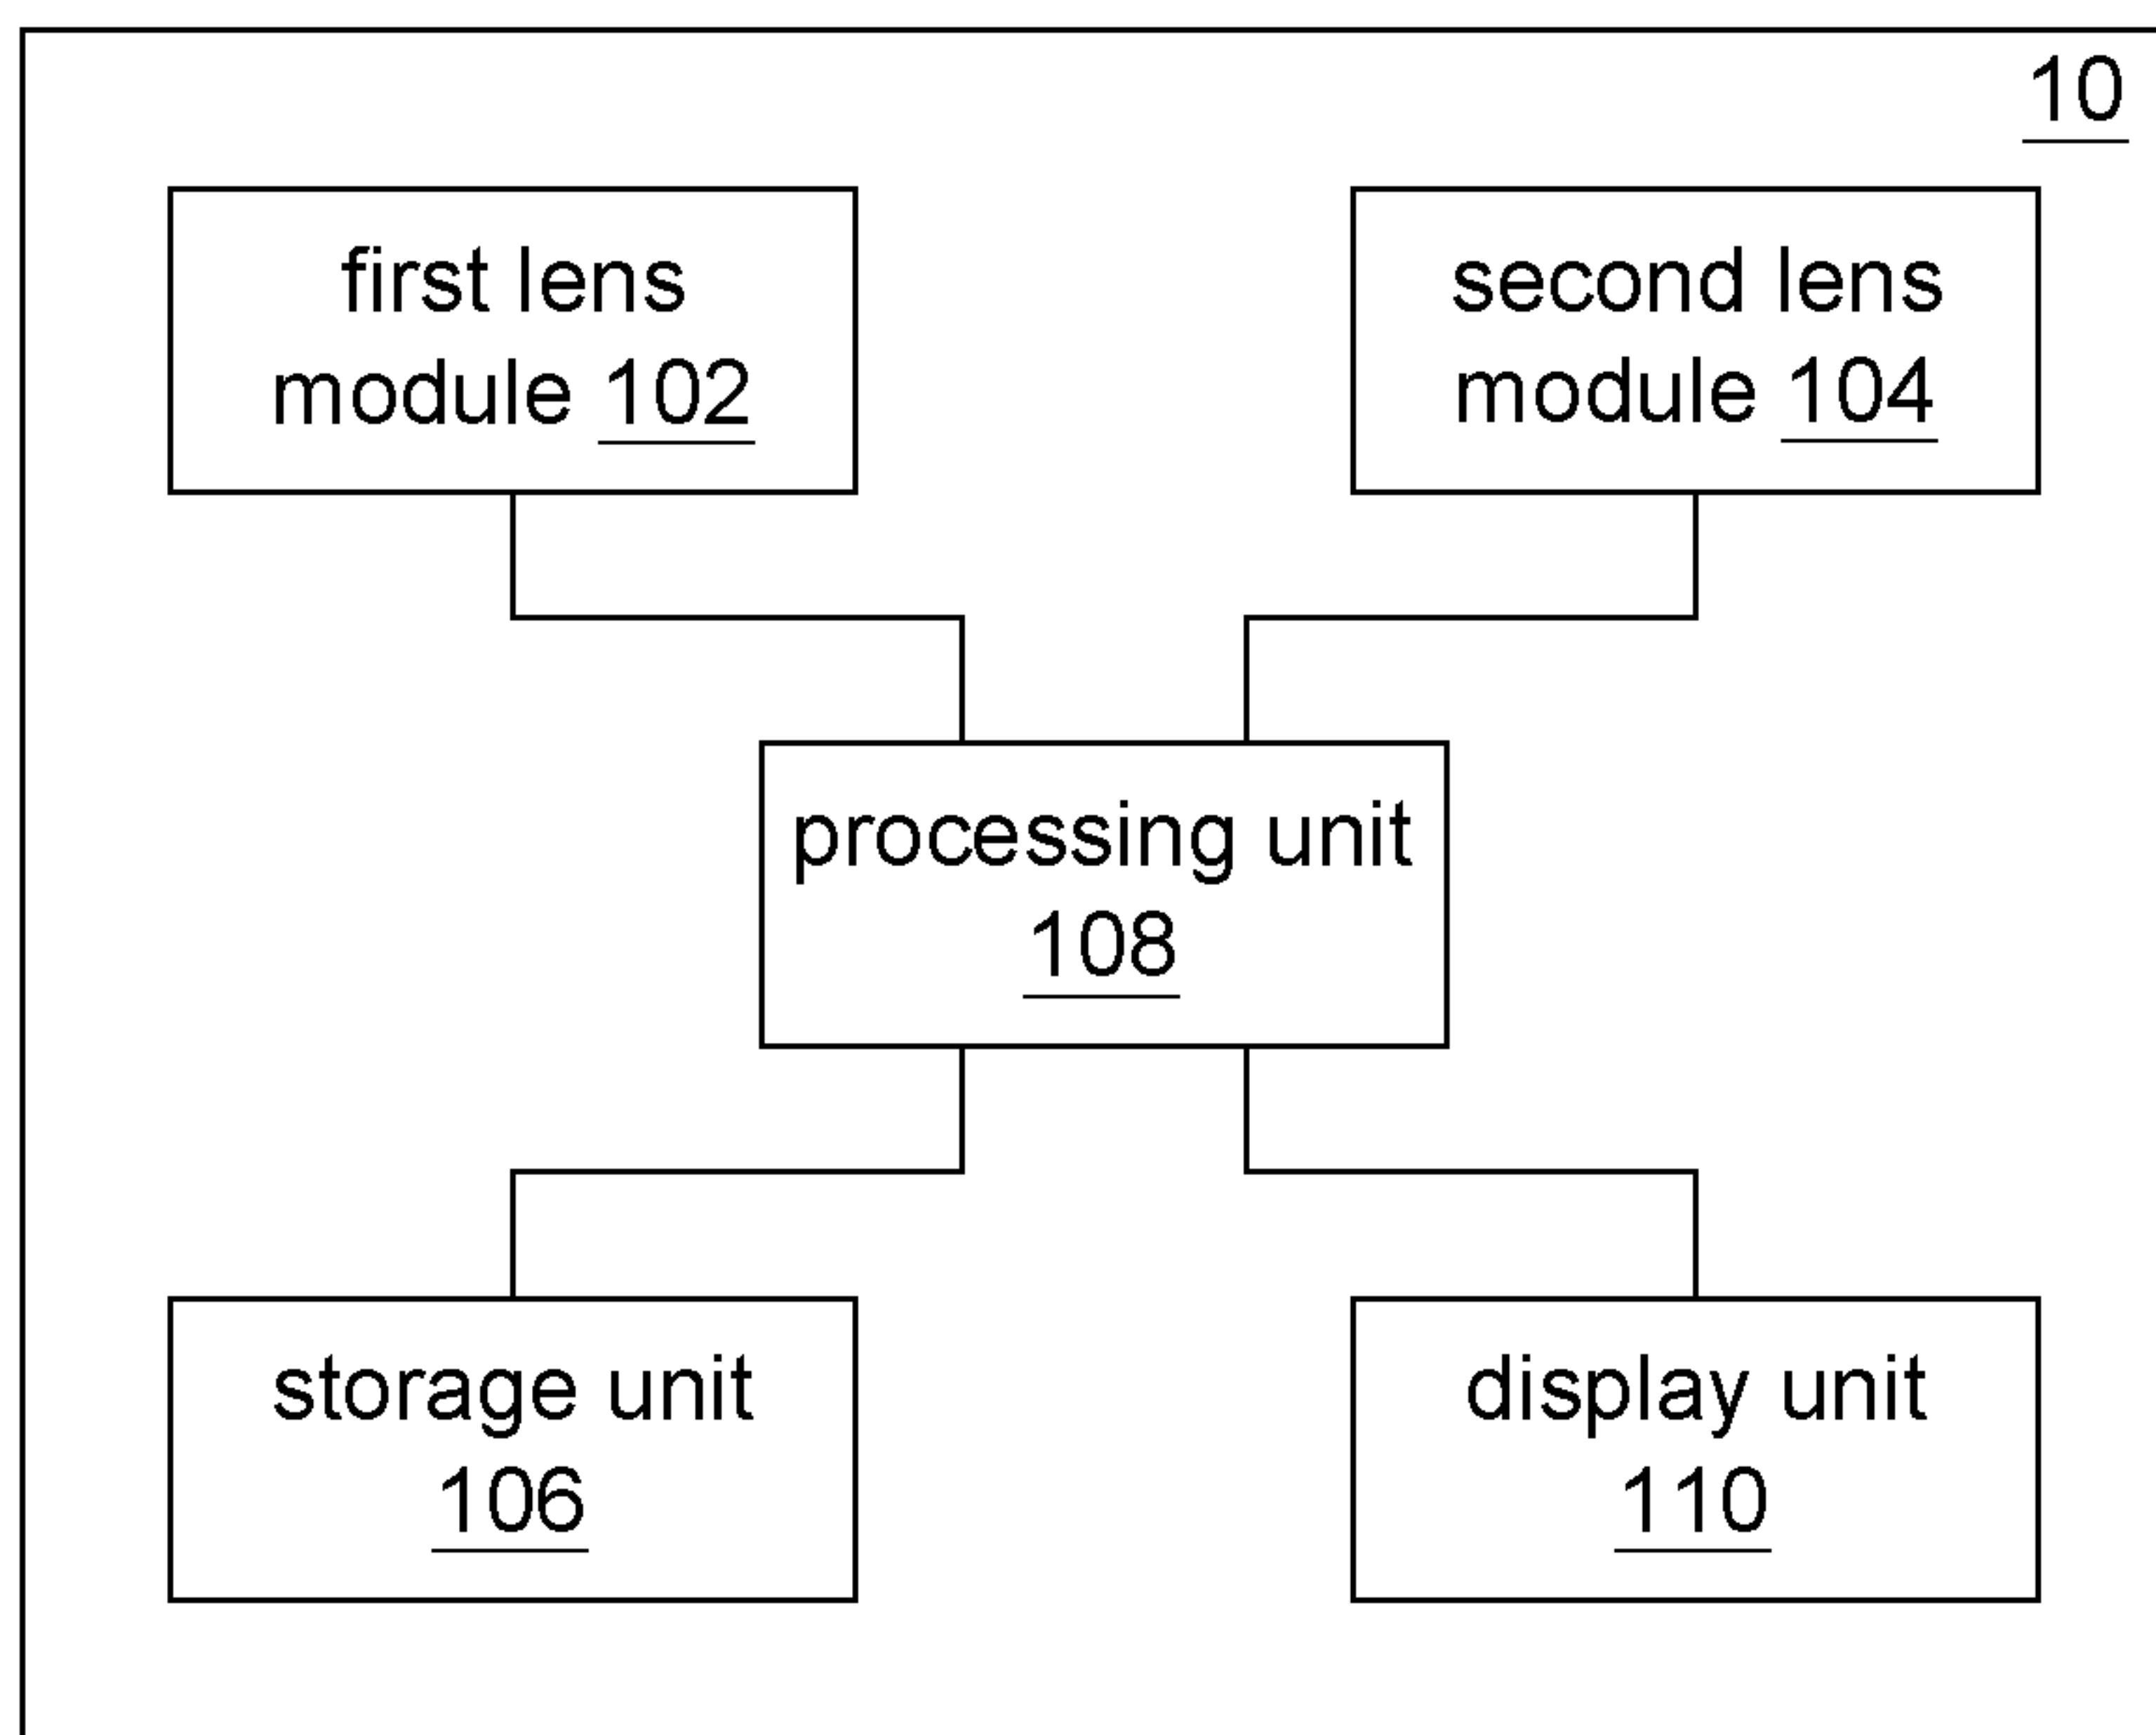 10
first lens
module 102
second lens
module 104
processing unit
108
storage unit
106
display unit
110